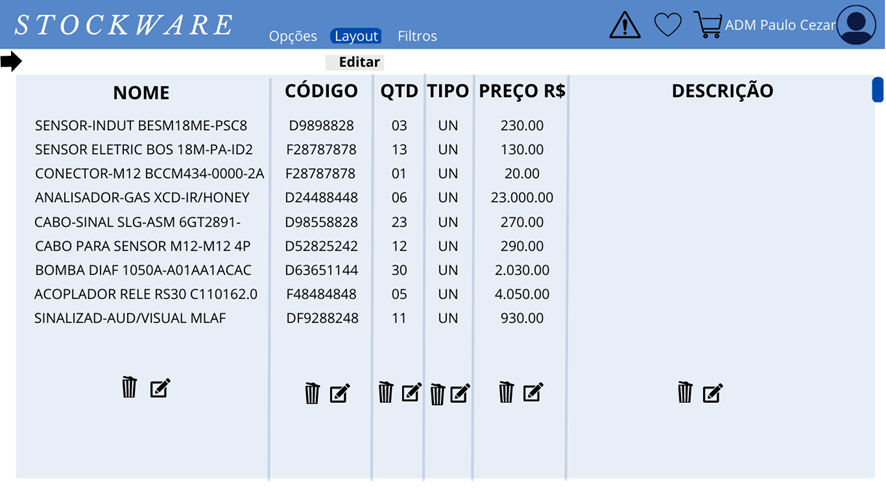 STOCKWARE
Opções Layout Filtros ADM Paulo Cezar
Editar
NOME CÓDIGO QTD TIPO PREÇO R$ DESCRIÇÃO
SENSOR-INDUT BESM18ME-PSC8 D9898828 03 UN 230.00
SENSOR ELETRIC BOS 18M-PA-ID2 F28787878 13 UN 130.00
CONECTOR-M12 BCCM434-0000-2A F28787878 01 UN 20.00
ANALISADOR-GAS XCD-IR/HONEY D24488448 06 UN 23.000.00
CABO-SINAL SLG-ASM 6GT2891- D98558828 23 UN 270.00
CABO PARA SENSOR M12-M12 4P D52825242 12 UN 290.00
BOMBA DIAF 1050A-A01AA1ACAC D63651144 30 UN 2.030.00
ACOPLADOR RELE RS30 C110162.0 F48484848 05 UN 4.050.00
SINALIZAD-AUD/VISUAL MLAF DF9288248 11 UN 930.00